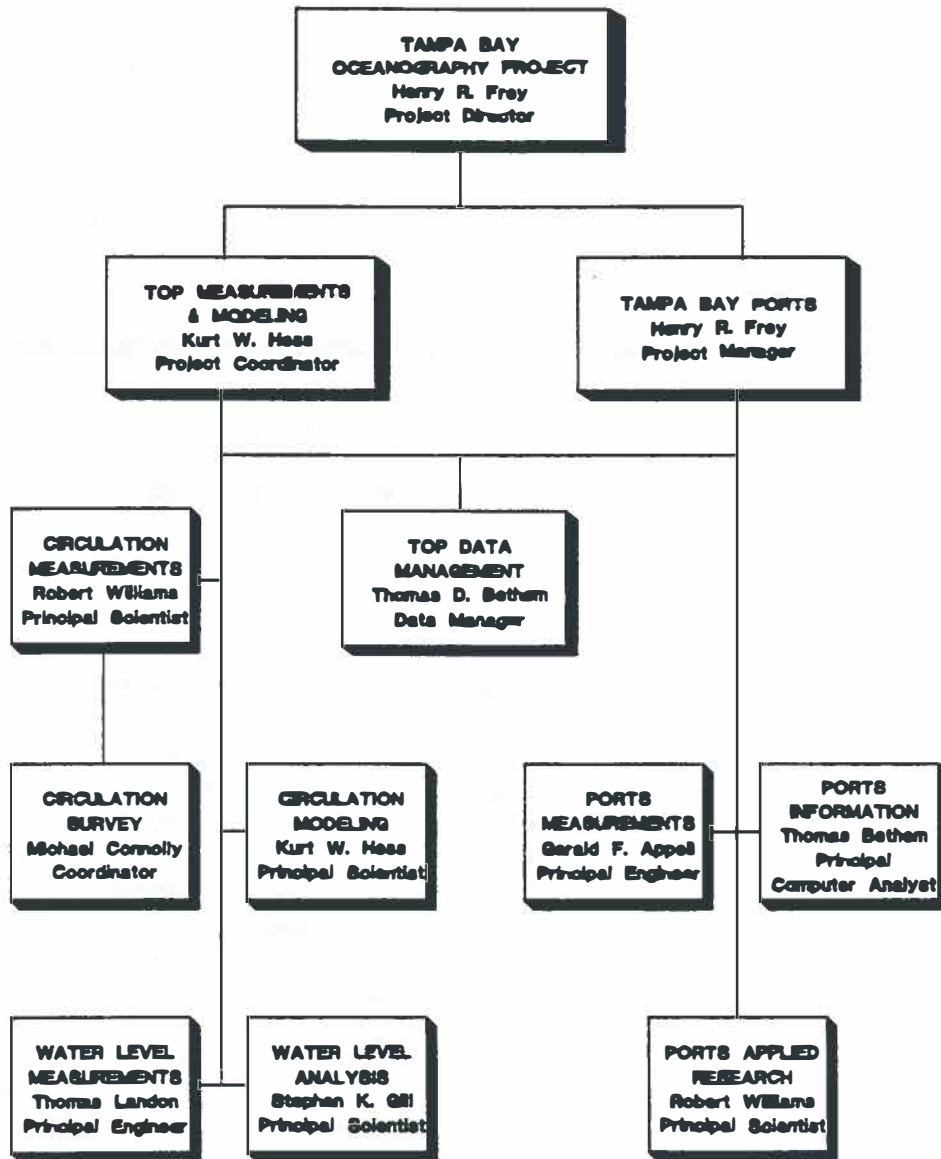 TAMPA BAY
OCEANOGRAPHY PROJECT
Henry R. Frey
Project Director
TOP MEASUREMENTS
& MODELING
Kurt W. Hess
Project Coordinator
TAMPA BAY PORTS
Henry R. Frey
Project Manager
CIRCULATION
MEASUREMENTS
Robert Williams
Principal Scientist
TOP DATA
MANAGEMENT
Thomas D. Bethem
Data Manager
CIRCULATION
SURVEY
Michael Connolly
Coordinator
CIRCULATION
MODELING
Kurt W. Hess
Principal Scientist
PORTS
MEASUREMENTS
Gerald F. Appell
Principal Engineer
PORTS
INFORMATION
Thomas Bethem
Principal
Computer Analyst
WATER LEVEL
MEASUREMENTS
Thomas Landon
Principal Engineer
WATER LEVEL
ANALYSIS
Stephen K. Gill
Principal Scientist
PORTS APPLIED
RESEARCH
Robert Williams
Principal Scientist